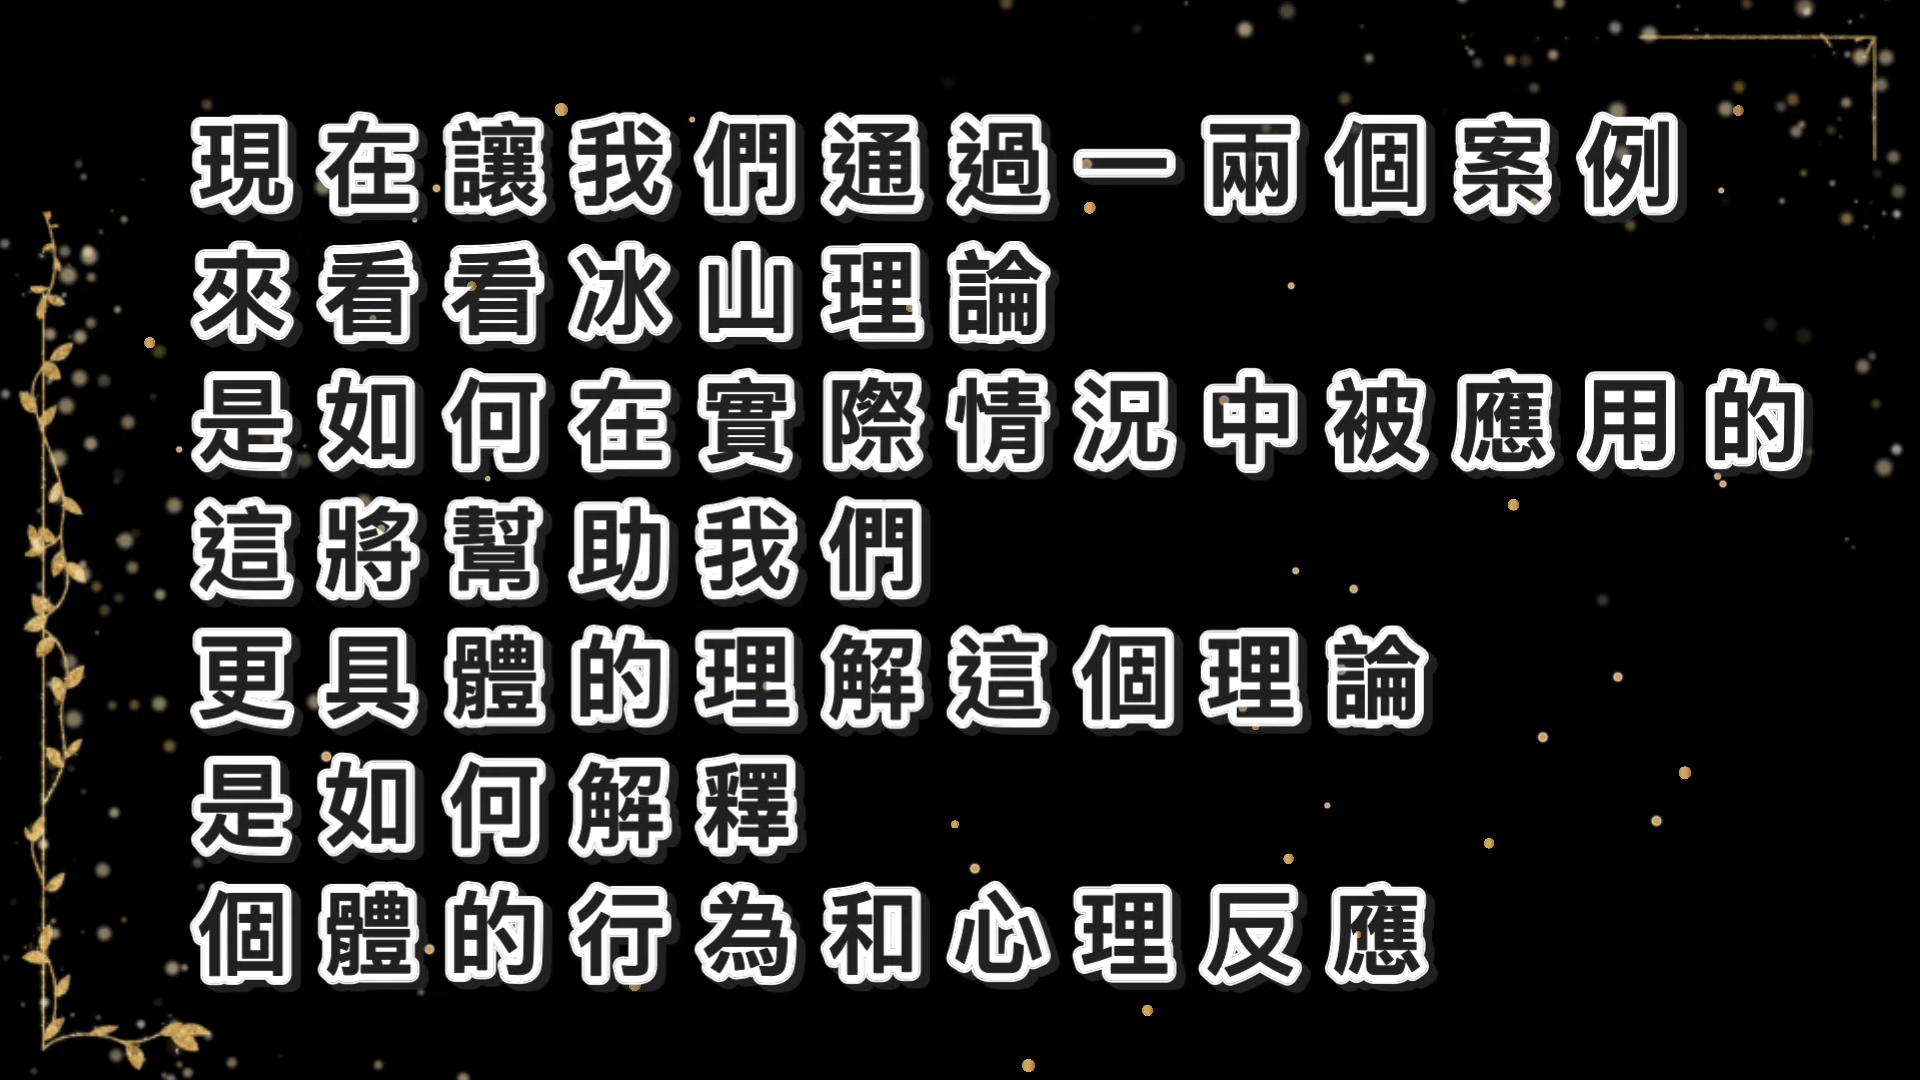 現在讓我們通過一兩個案例
來看看冰山理論
是如何在實際情況中被應用的
這將幫助我們
更具體的理解這個理論
是如何解釋
個體的行為和心理反應